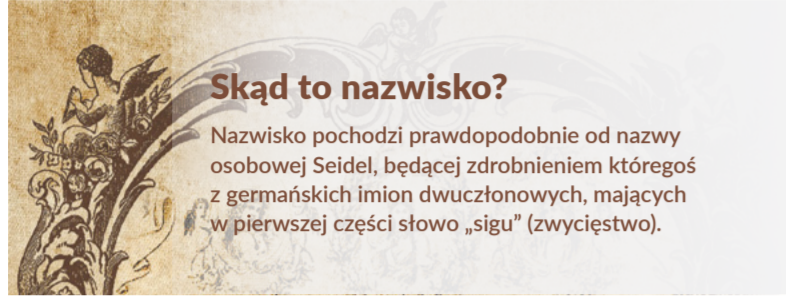 Skąd to nazwisko?
Nazwisko pochodzi prawdopodobnie od nazwy
osobowej Seidel, będącej zdrobnieniem któregoś
z germańskich imion dwuczłonowych, mających
w pierwszej części słowo „sigu” (zwycięstwo).